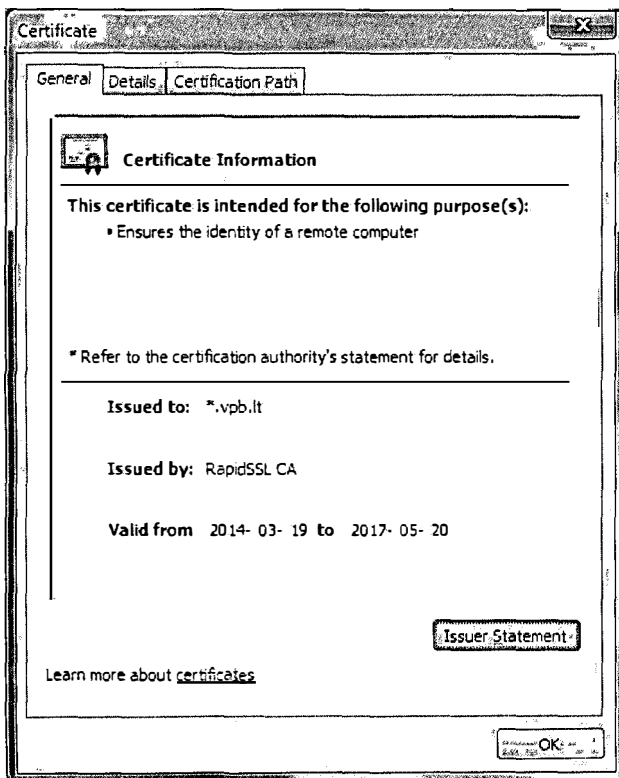 Certificate
General Details Certification Path
Certificate Information
This certificate is intended for the following purpose(s):
• Ensures the identity of a remote computer
* Refer to the certification authority's statement for details.
Issued to: *.vpb.lt
Issued by: RapidSSL CA
Valid from 2014- 03- 19 to 2017- 05- 20
Issuer Statement
Learn more about certificates
OK